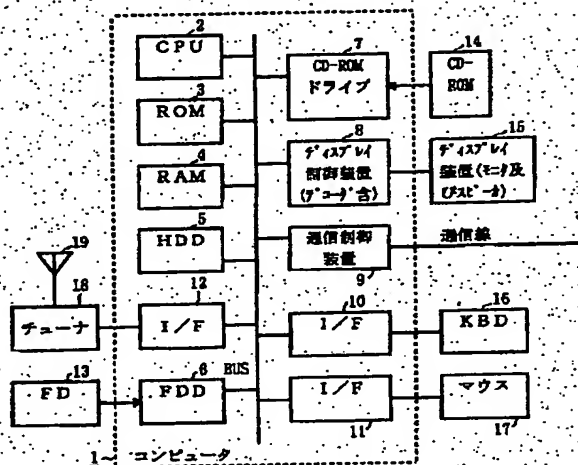 2
CPU
3
ROM
4
RAM
5
HDD
19
18
チューナ
12
I/F
13
FD
6
FDD
BUS
7
CD-ROM
ドライブ
14
CD-
ROM
8
ディスプレイ
制御装置
(デコーダ含)
15
ディスプレイ
装置(モニタ及
びスピーカ)
通信制御
装置
9
通信線
10
I/F
16
KBD
I/F
11
マウス
17
1~
コンピュータ